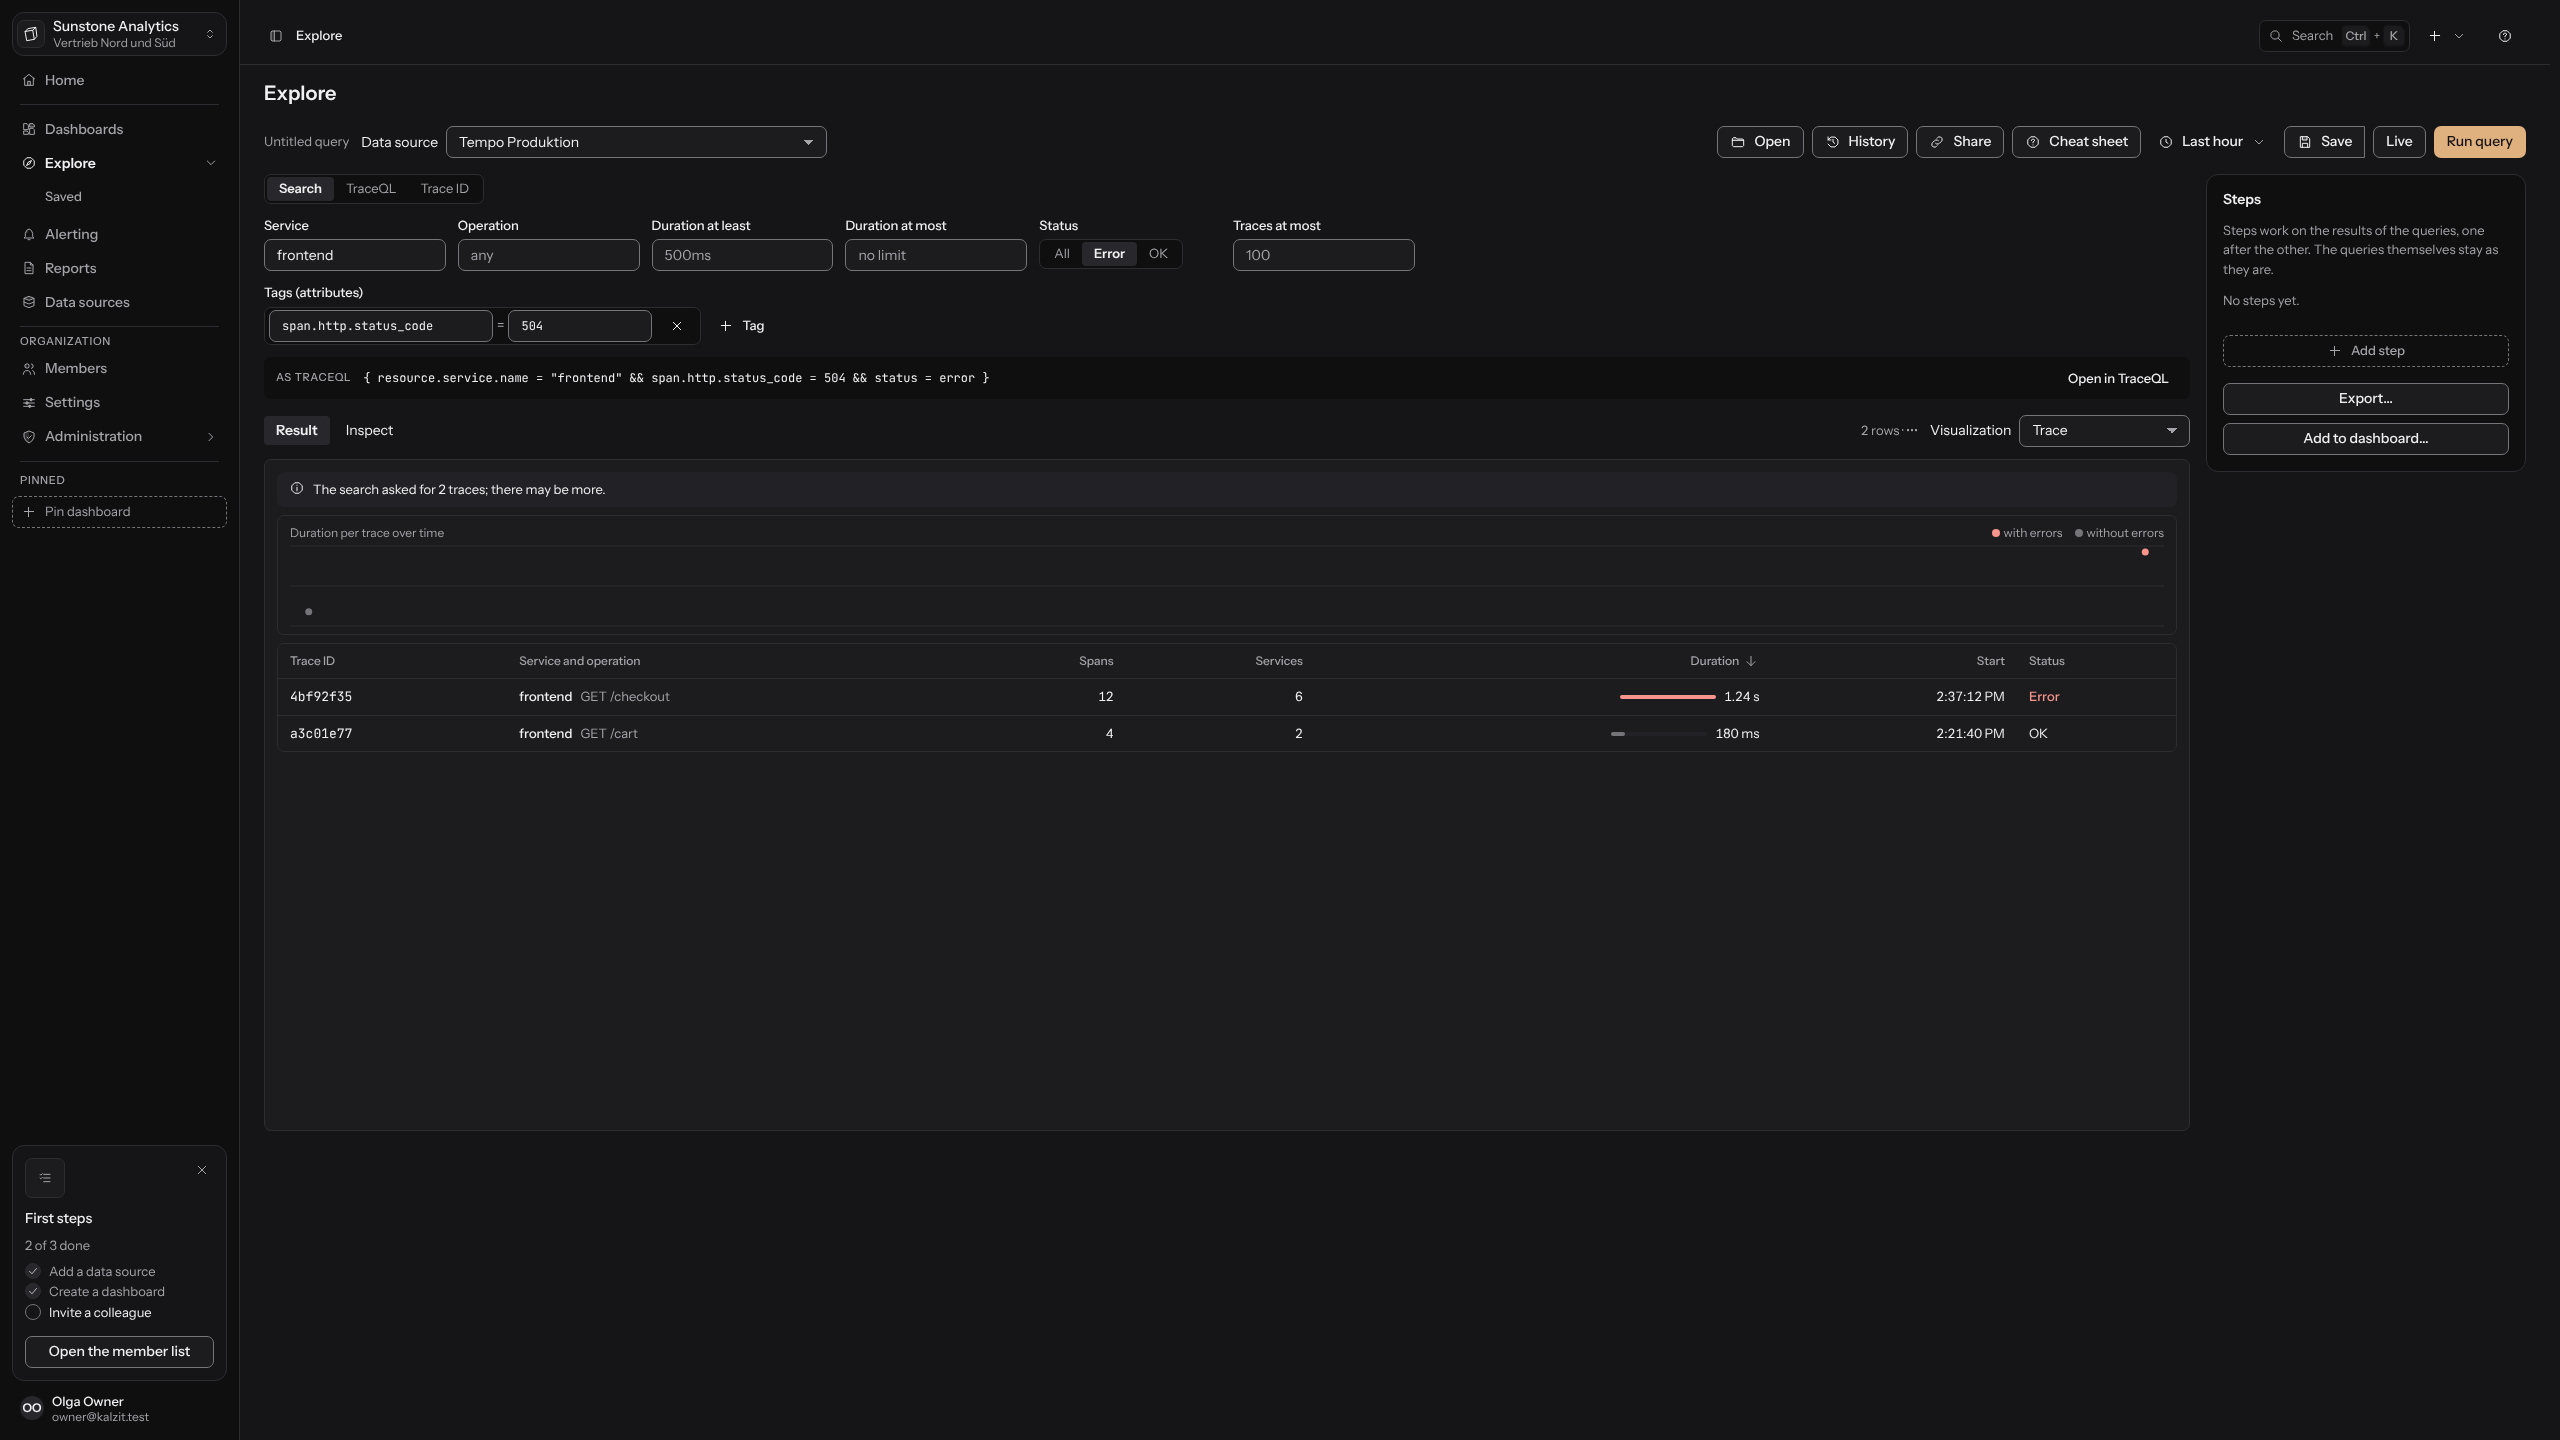 Sunstone Analytics
Vertrieb Nord und Süd
Home
Dashboards
Explore
Saved
Alerting
Reports
Data sources
ORGANIZATION
Members
Settings
Administration
PINNED
Pin dashboard
First steps
2 of 3 done
Add a data source
Create a dashboard
Invite a colleague
Open the member list
OO
Olga Owner
owner@kalzit.test
Explore
Search Ctrl + K
Explore
Untitled query Data source Tempo Produktion
Open History Share Cheat sheet Last hour Save Live Run query
Search TraceQL Trace ID
Service Operation Duration at least Duration at most Status Traces at most
frontend any 500ms no limit All Error OK 100
Tags (attributes)
span.http.status_code = 504 Tag
AS TRACEQL { resource.service.name = "frontend" && span.http.status_code = 504 && status = error } Open in TraceQL
Result Inspect 2 rows · ··· Visualization Trace
The search asked for 2 traces; there may be more.
Duration per trace over time with errors without errors
Trace ID Service and operation Spans Services Duration Start Status
4bf92f35 frontend GET /checkout 12 6 1.24 s 2:37:12 PM Error
a3c01e77 frontend GET /cart 4 2 180 ms 2:21:40 PM OK
Steps
Steps work on the results of the queries, one
after the other. The queries themselves stay as
they are.
No steps yet.
Add step
Export...
Add to dashboard...